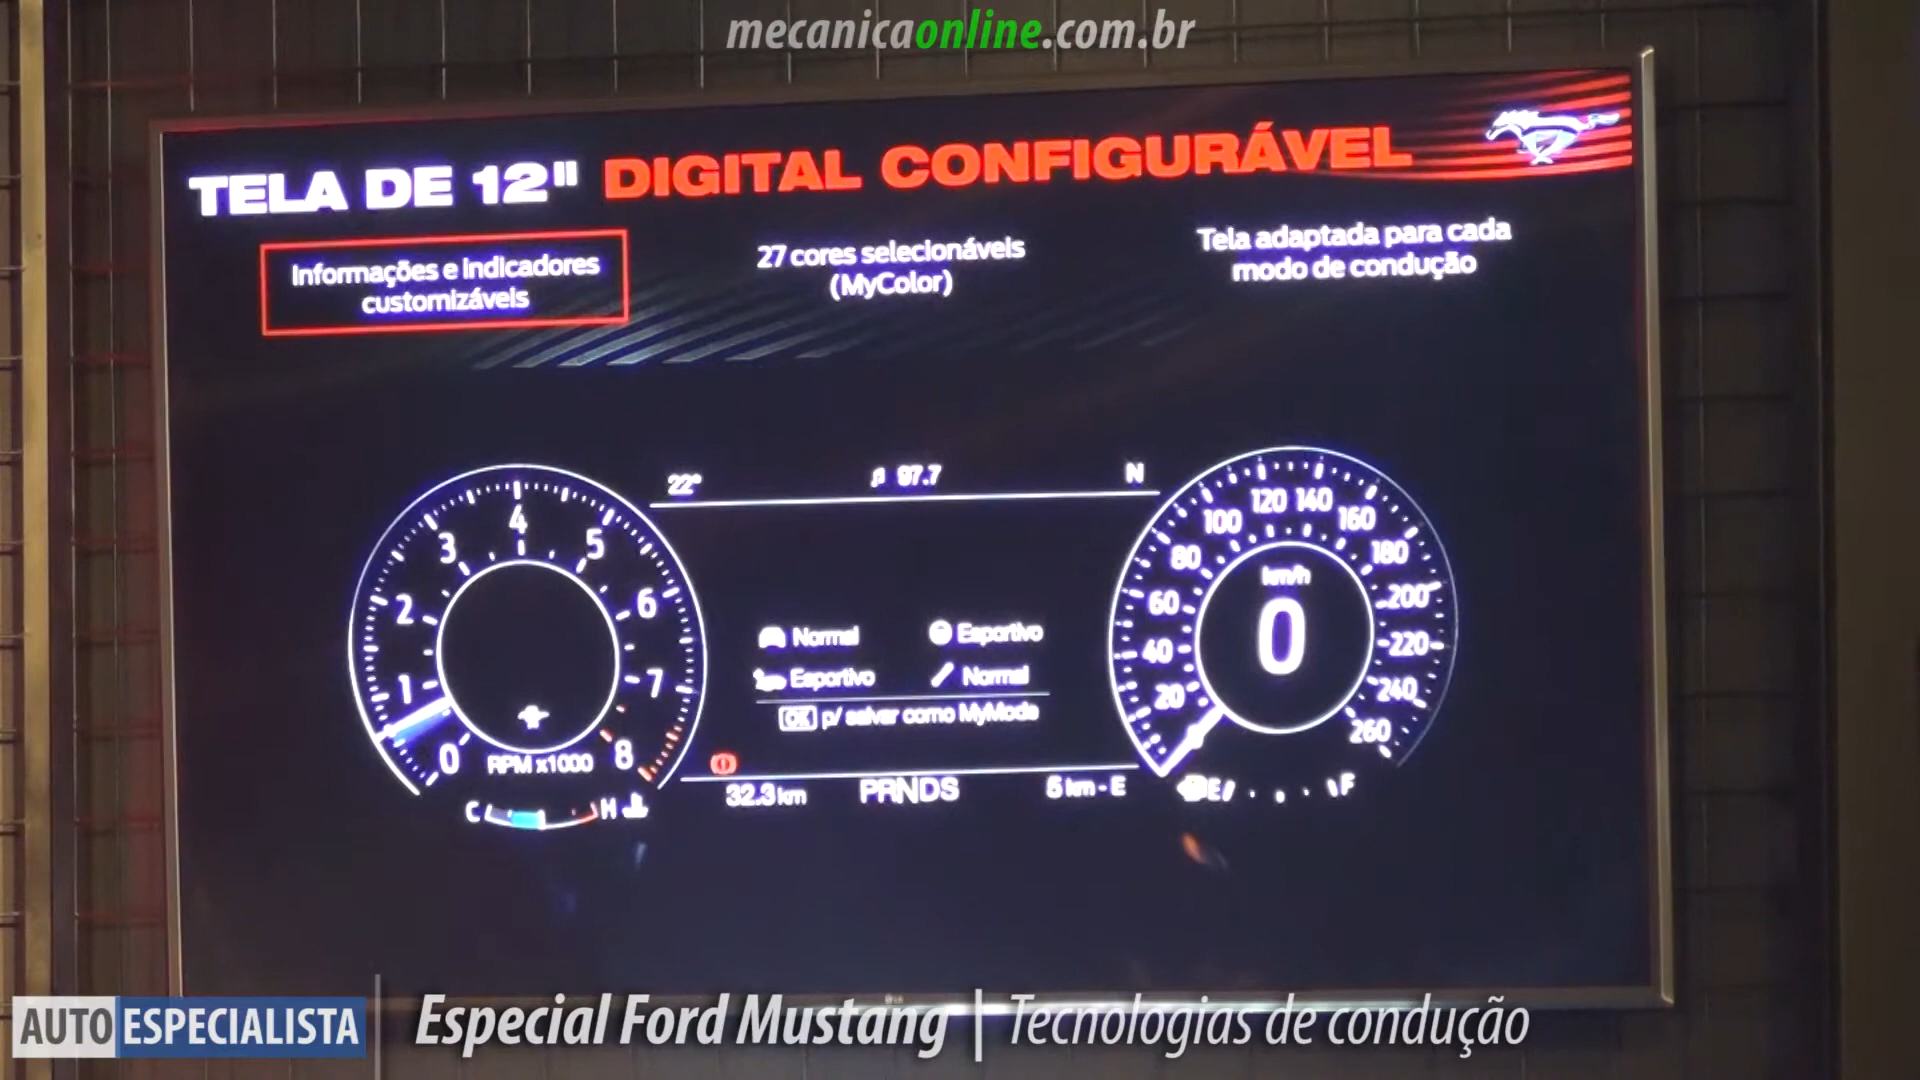 mecanicaonline.com.br
TELA DE 12" DIGITAL CONFIGURÁVEL
Informações e indicadores
customizáveis
27 cores selecionáveis
(MyColor)
Tela adaptada para cada
modo de condução
22° 97.7 N
0 1 2 3 4 5 6 7 8
RPM x1000
C H
Normal Esportivo
Esportivo Normal
OK p/ salvar como MyMode
32.3 km PRNDS 5 km - E
20 40 60 80 100 120 140 160 180 200 220 240 260
km/h
0
E F
AUTOESPECIALISTA
Especial Ford Mustang | Tecnologias de condução